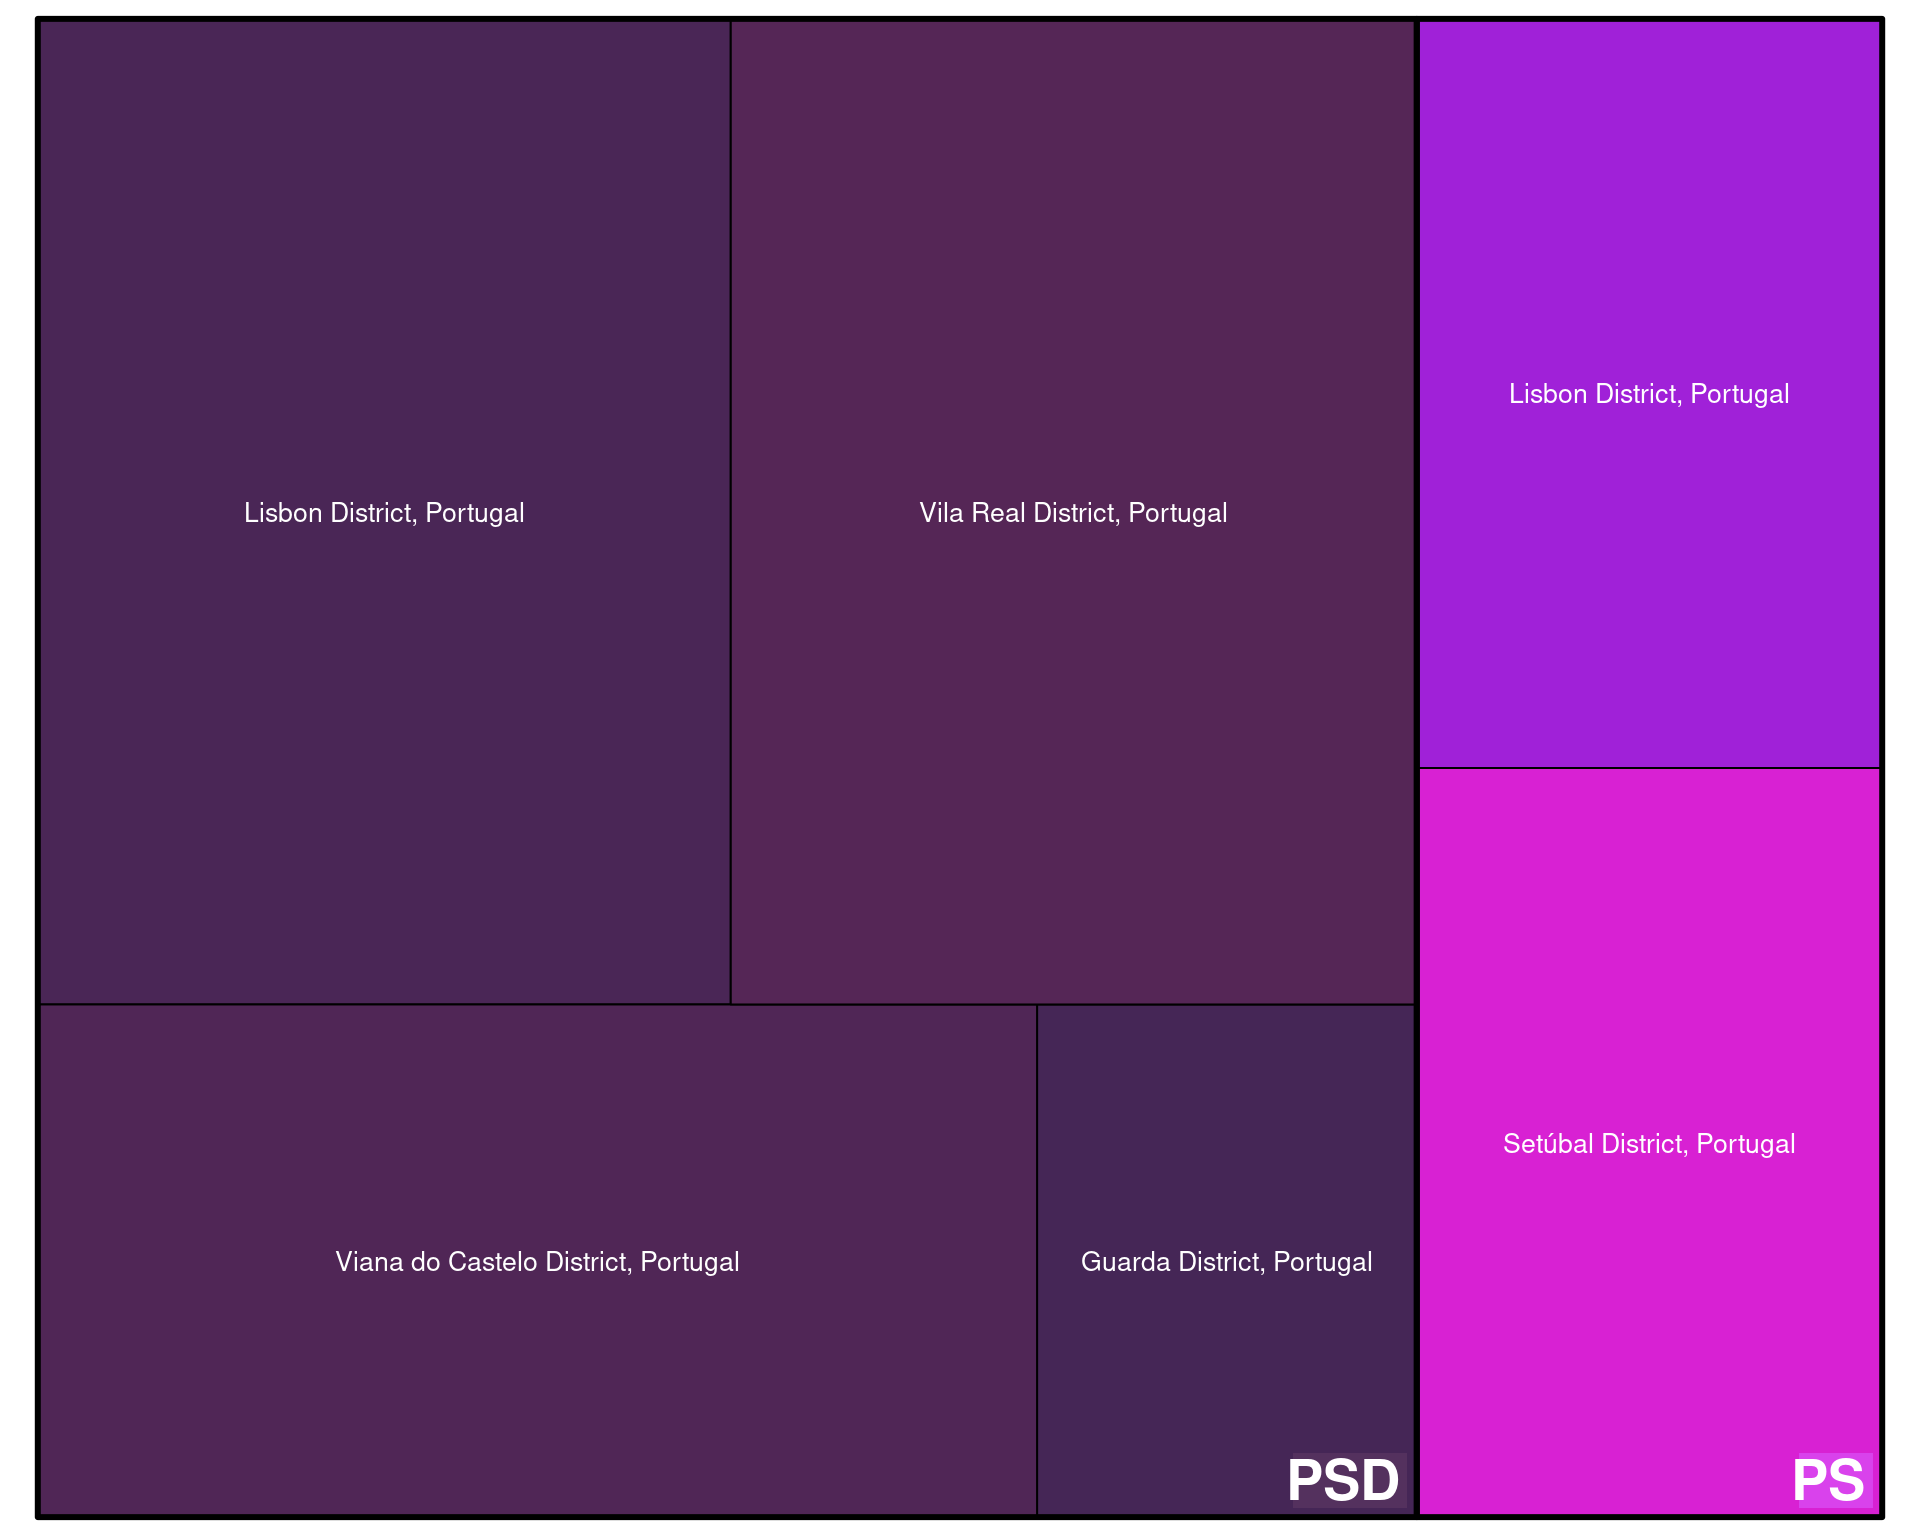 Lisbon District, Portugal
Vila Real District, Portugal
Lisbon District, Portugal
Setúbal District, Portugal
Viana do Castelo District, Portugal
Guarda District, Portugal
PSD
PS